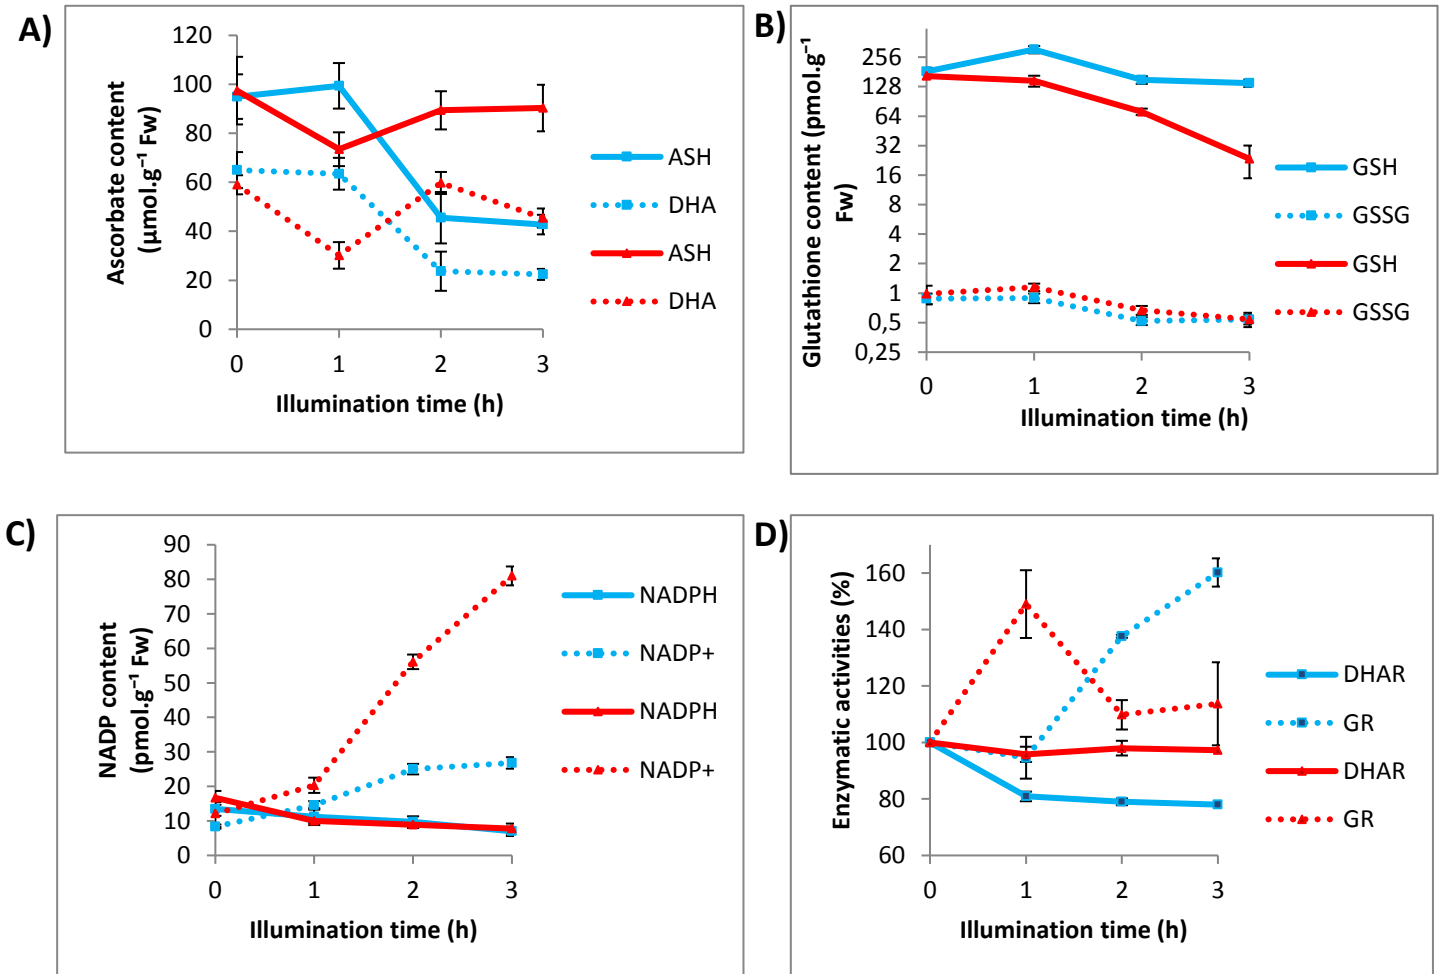 A)
120
100
80
60
40
20
0
0 1 2 3
Ascorbate content
(μmol.g⁻¹ Fw)
Illumination time (h)
ASH
DHA
ASH
DHA
B)
256
128
64
32
16
8
4
2
1
0,5
0,25
0 1 2 3
Glutathione content (pmol.g⁻¹
Fw)
Illumination time (h)
GSH
GSSG
GSH
GSSG
C)
90
80
70
60
50
40
30
20
10
0
0 1 2 3
NADP content
(pmol.g⁻¹ Fw)
Illumination time (h)
NADPH
NADP+
NADPH
NADP+
D)
160
140
120
100
80
60
0 1 2 3
Enzymatic activities (%)
Illumination time (h)
DHAR
GR
DHAR
GR